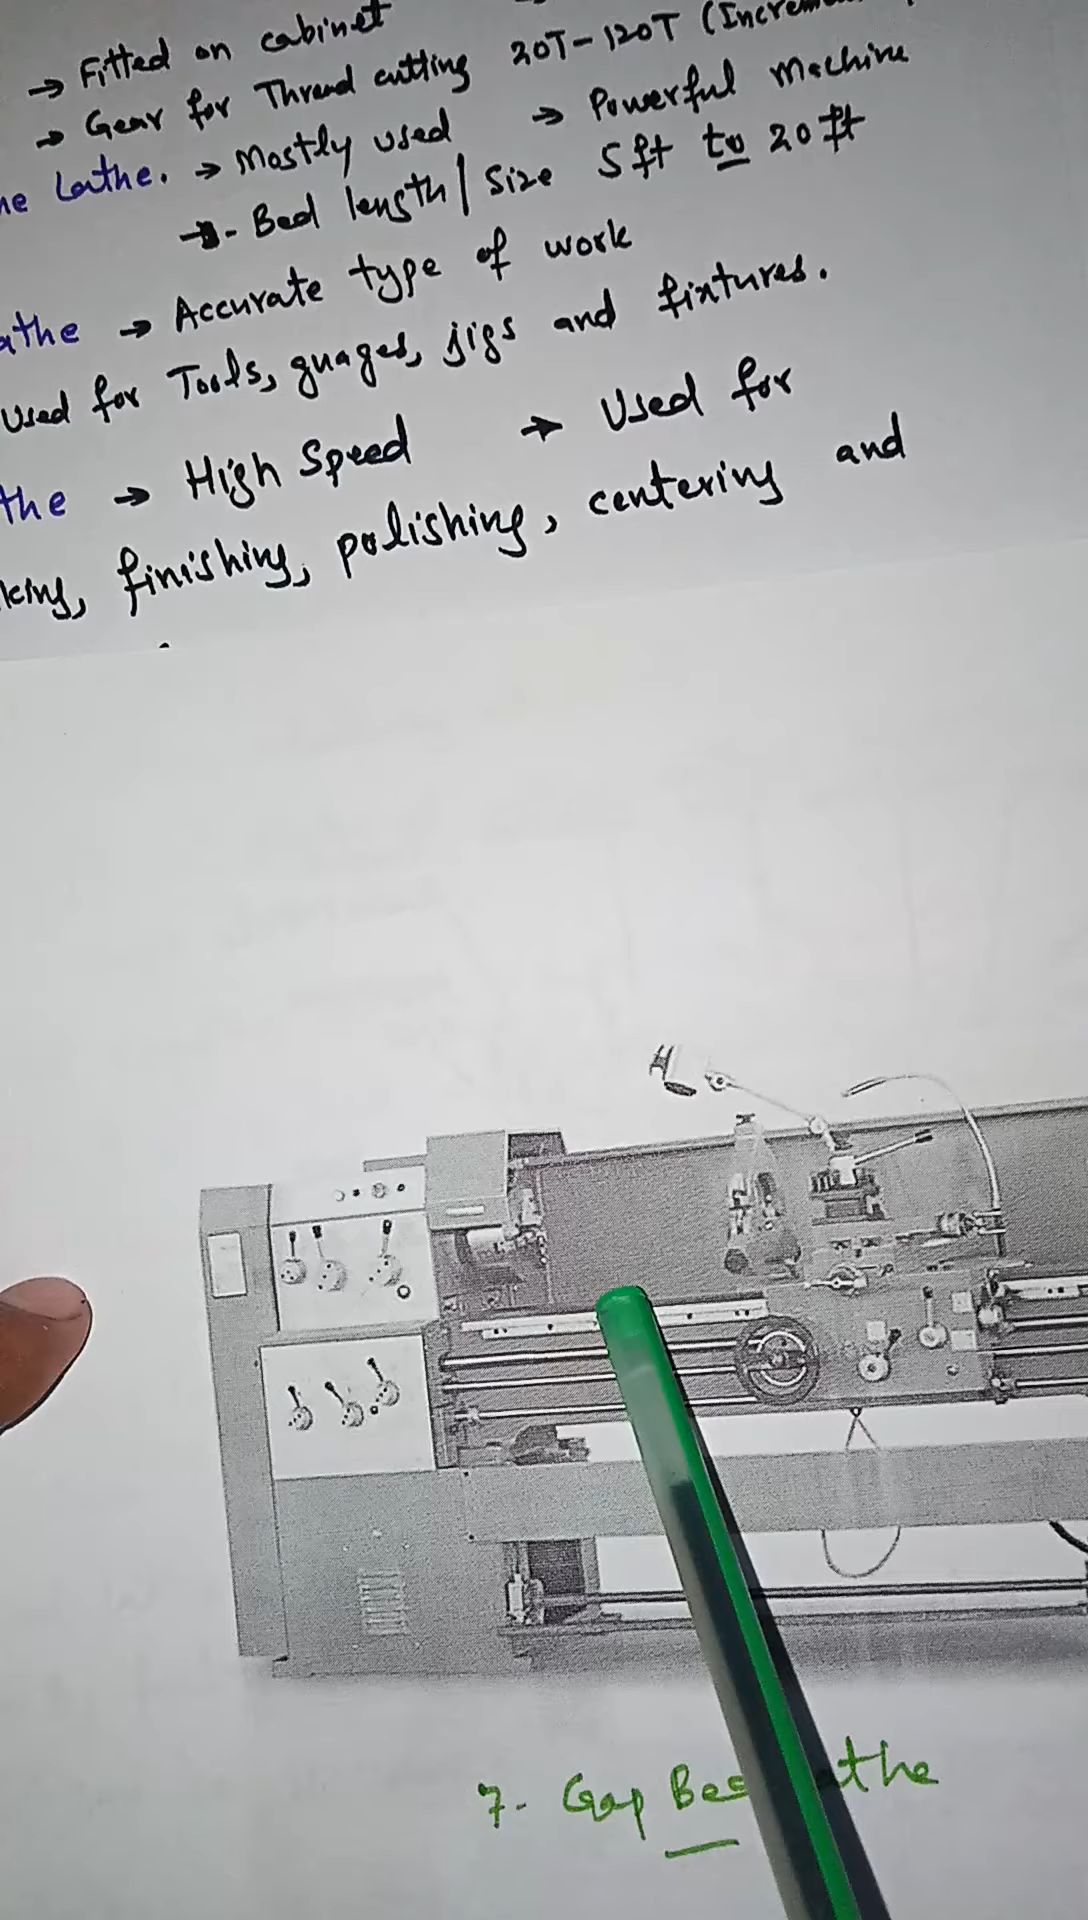 → Fitted on cabinet
→ Gear for Thread cutting 20T-120T (Increm
ne Lathe. → Mostly used → Powerful Machine
→ - Bed length / Size 5ft to 20ft
athe → Accurate type of work
Used for Tools, guages, jigs and fixtures.
the → High Speed → Used for
king, finishing, polishing, centering and
7- Gap Bed the